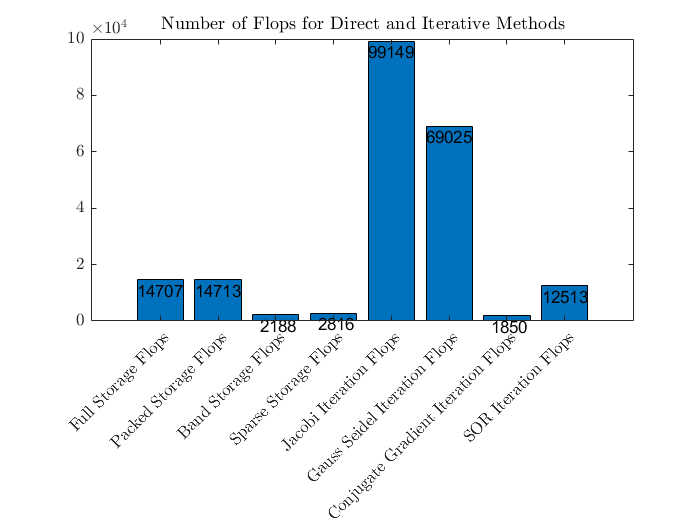 Number of Flops for Direct and Iterative Methods
×10⁴
10
8
6
4
2
0
14707
14713
2188
2816
99149
69025
1850
12513
Full Storage Flops
Packed Storage Flops
Band Storage Flops
Sparse Storage Flops
Jacobi Iteration Flops
Gauss Seidel Iteration Flops
Conjugate Gradient Iteration Flops
SOR Iteration Flops